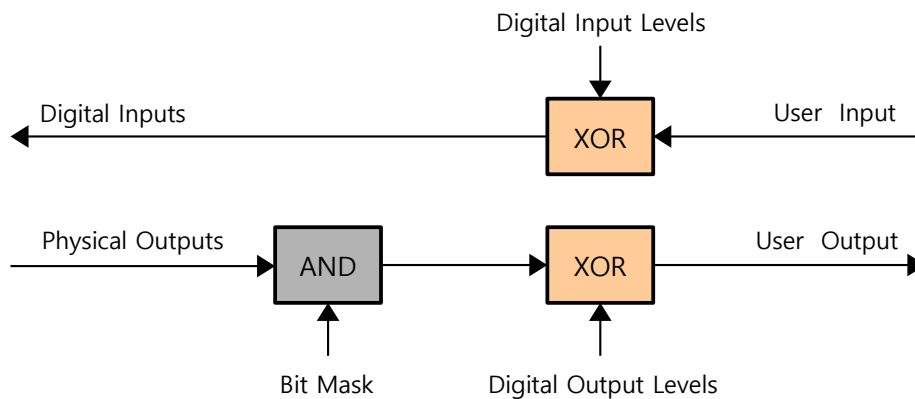 Digital Input Levels
Digital Inputs
XOR
User Input
Physical Outputs
AND
XOR
User Output
Bit Mask
Digital Output Levels